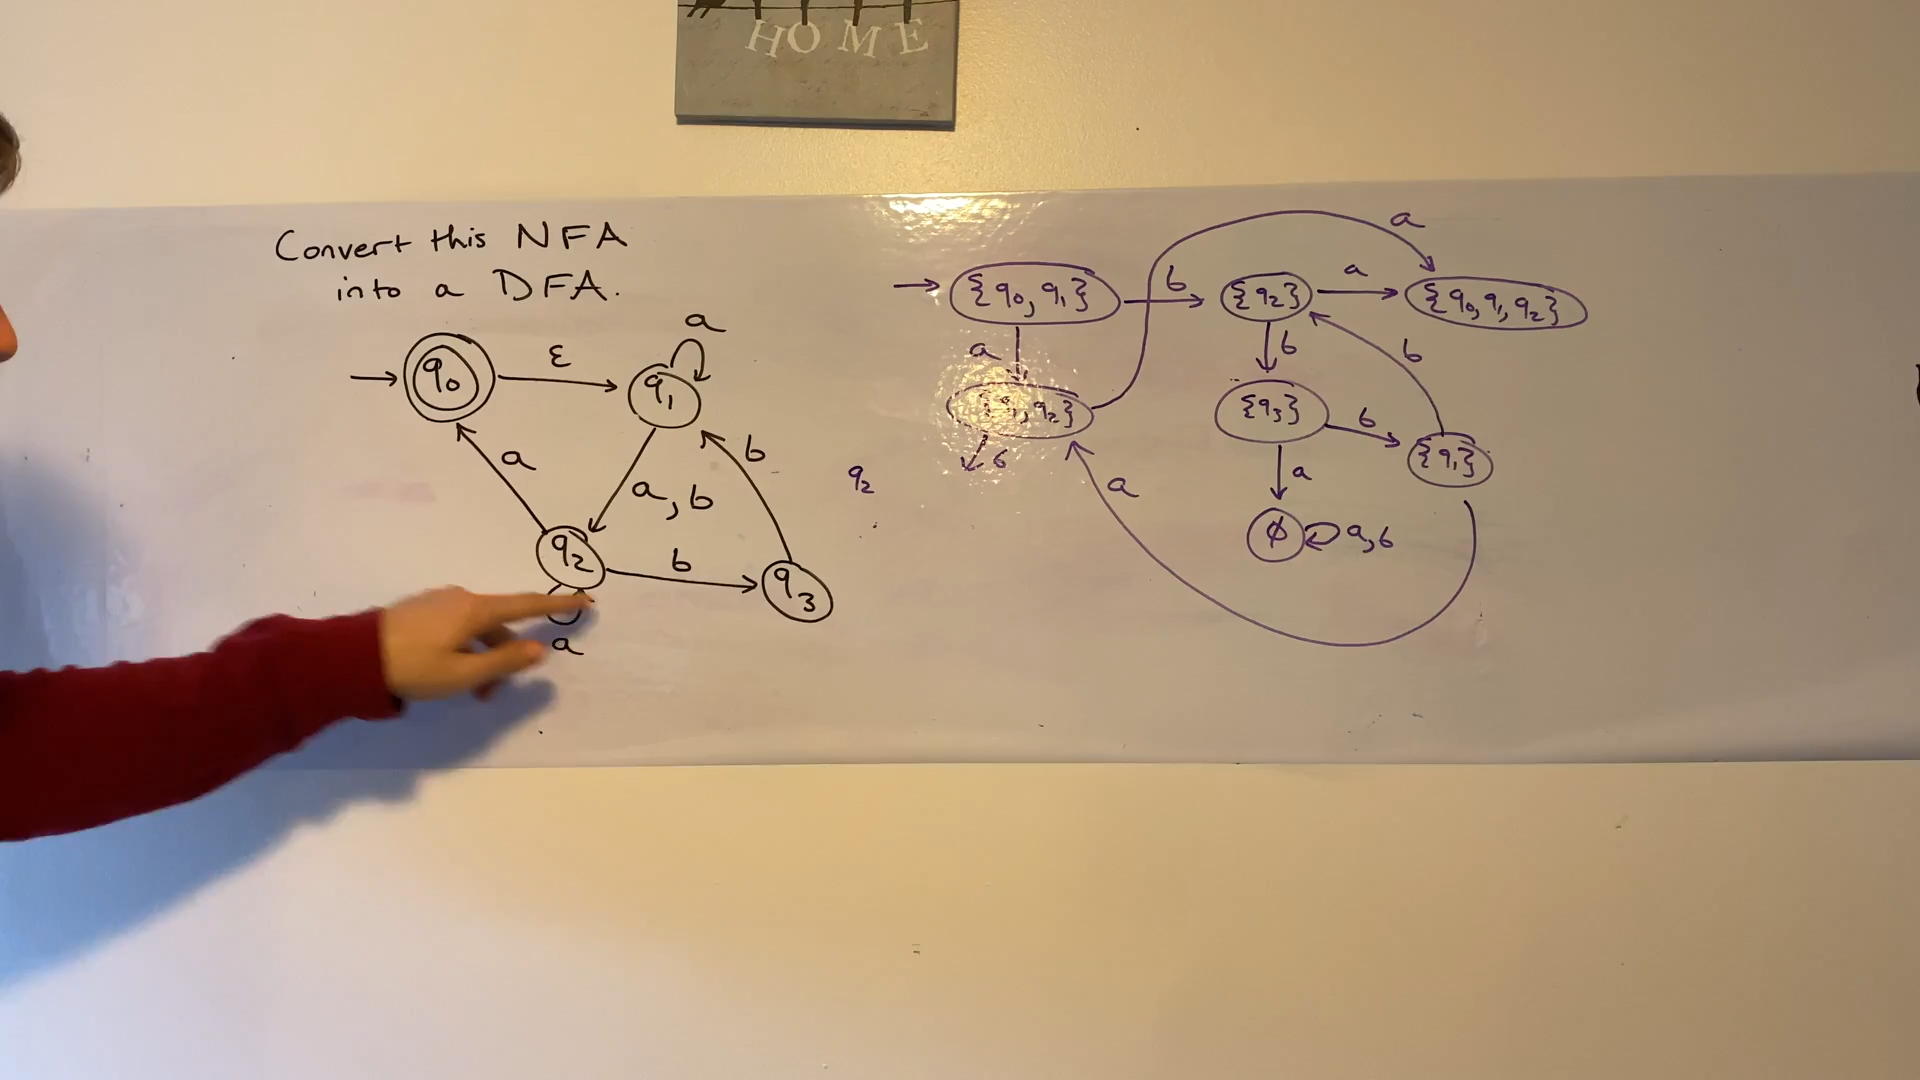 HOME
Convert this NFA
into a DFA.
q₀
ε
q₁
a
a
a, b
b
q₂
b
q₃
a
q₂
{q₀, q₁}
b
{q₂}
a
{q₀, q₁, q₂}
a
a
{q₁, q₂}
b
b
{q₃}
b
{q₁}
b
a
a
∅
a,b